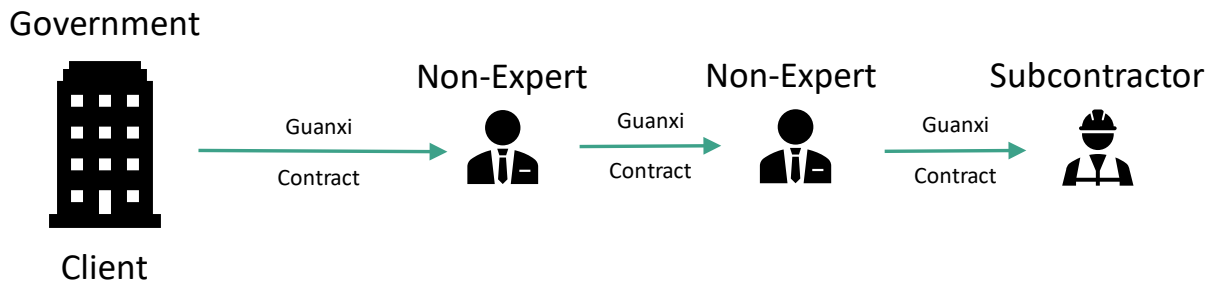 Government
Non-Expert
Non-Expert
Subcontractor
Guanxi
Guanxi
Guanxi
Contract
Contract
Contract
Client